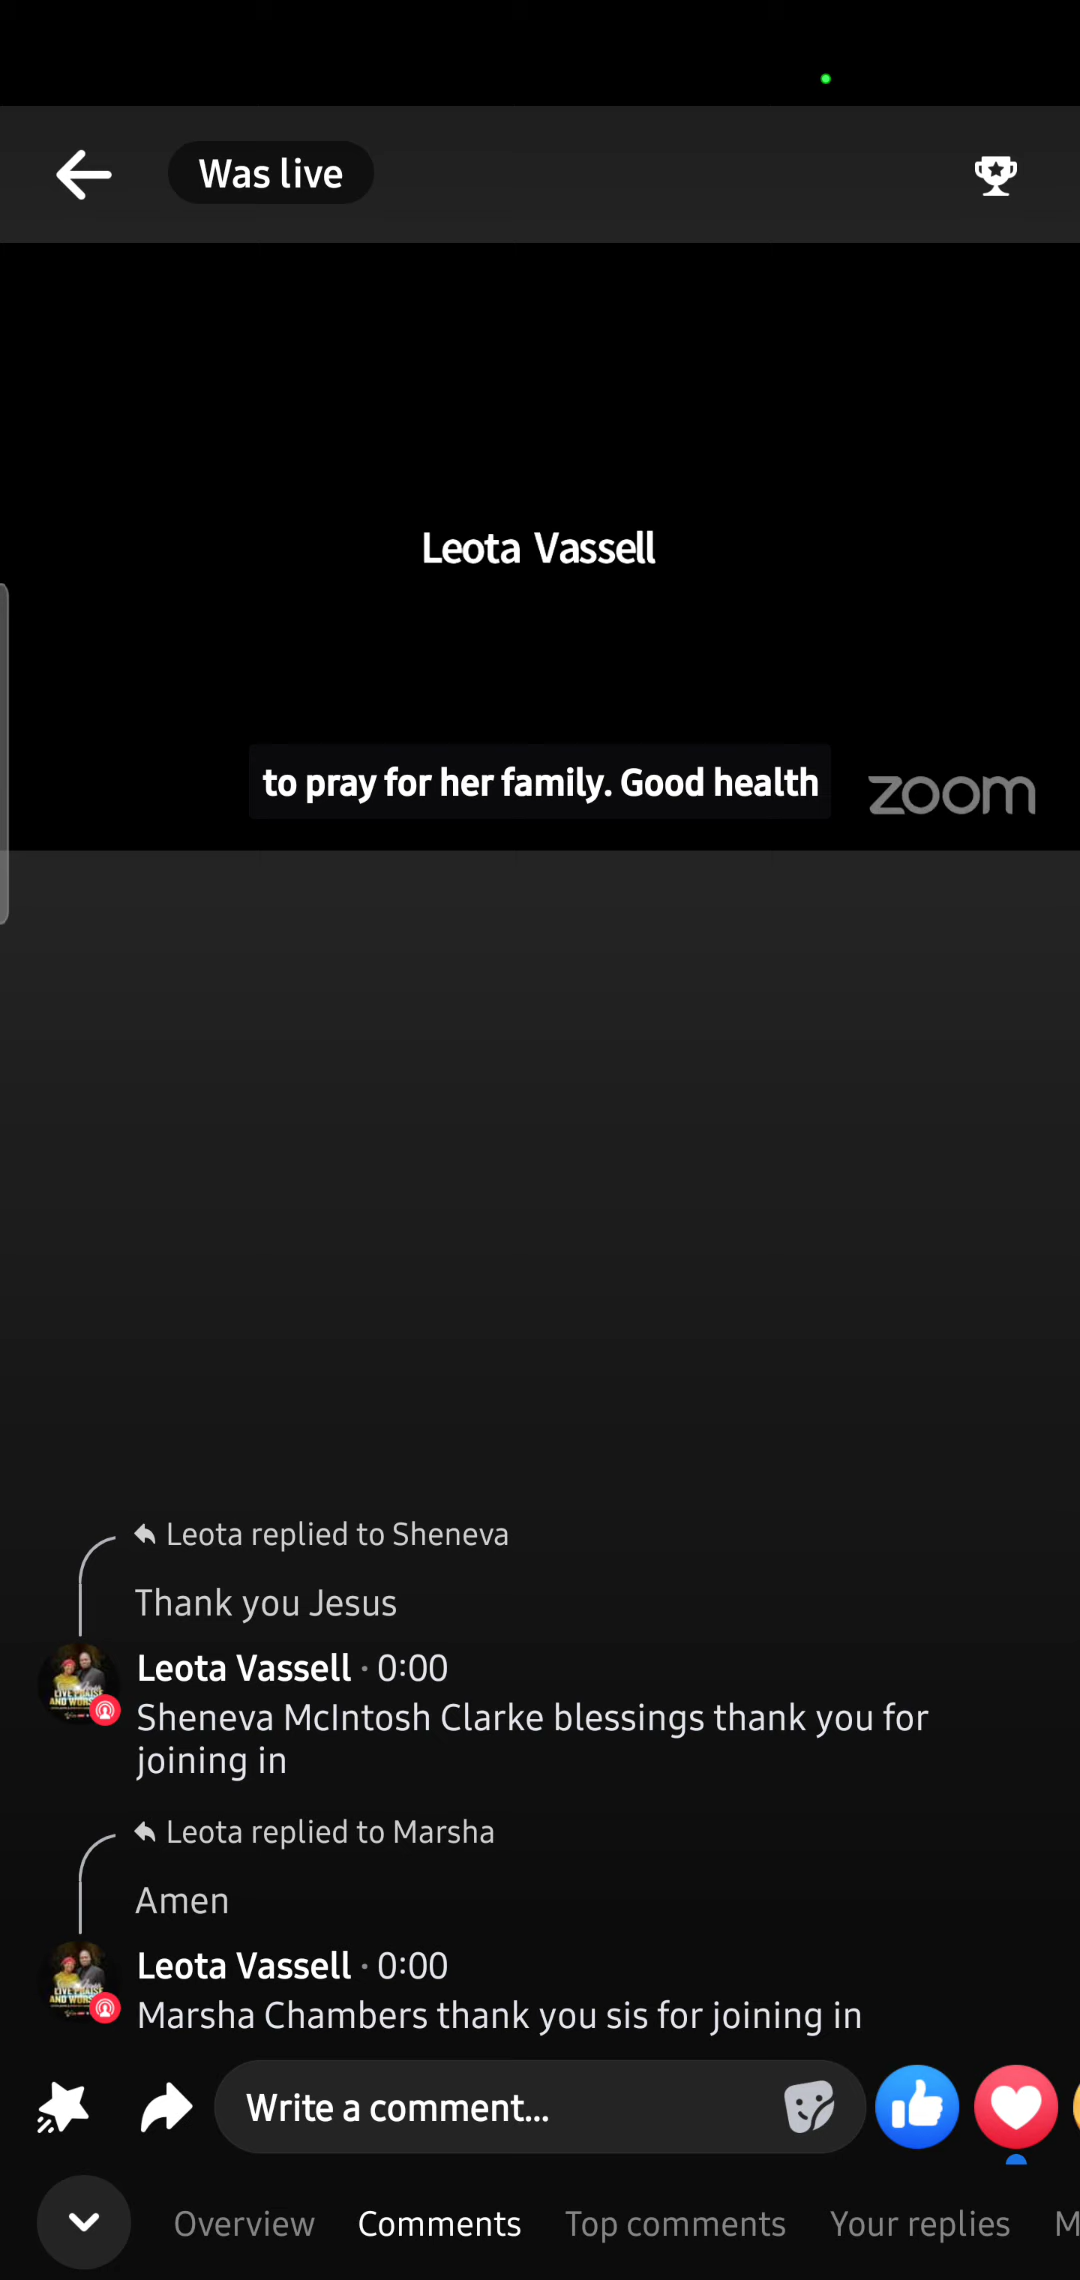 Was live
Leota Vassell
to pray for her family. Good health
zoom
Leota replied to Sheneva
Thank you Jesus
Leota Vassell · 0:00
Sheneva McIntosh Clarke blessings thank you for
joining in
Leota replied to Marsha
Amen
Leota Vassell · 0:00
Marsha Chambers thank you sis for joining in
Write a comment...
Overview Comments Top comments Your replies